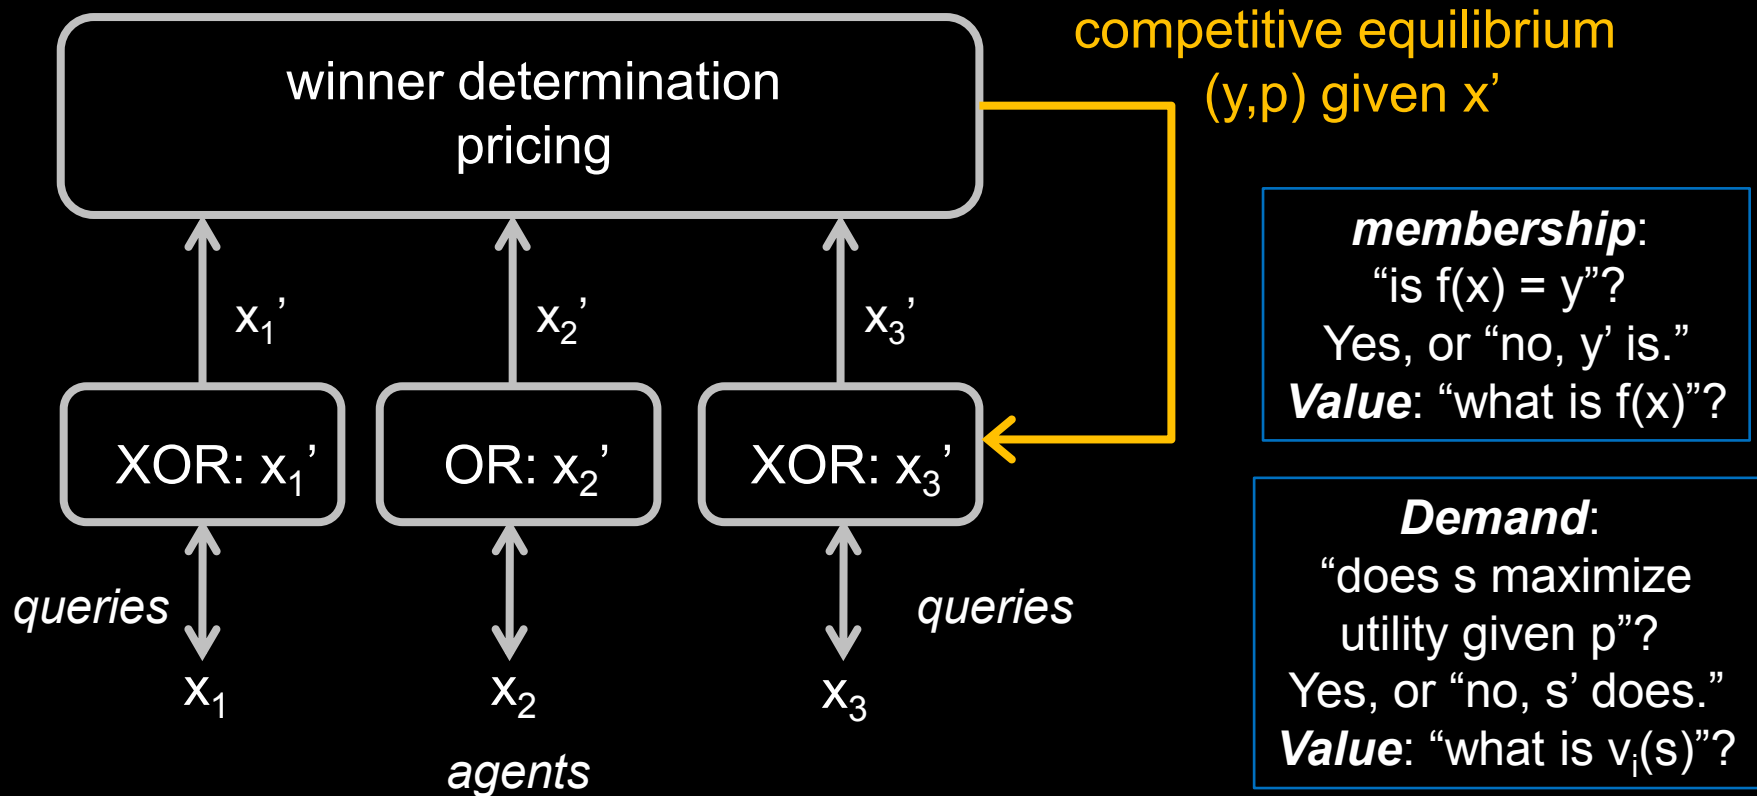 competitive equilibrium
(y,p) given x’
winner determination
pricing
membership:
“is f(x) = y”?
Yes, or “no, y’ is.”
Value: “what is f(x)”?
x₁’
x₂’
x₃’
XOR: x₁’
OR: x₂’
XOR: x₃’
Demand:
“does s maximize
utility given p”?
Yes, or “no, s’ does.”
Value: “what is vᵢ(s)”?
queries
queries
x₁
x₂
x₃
agents